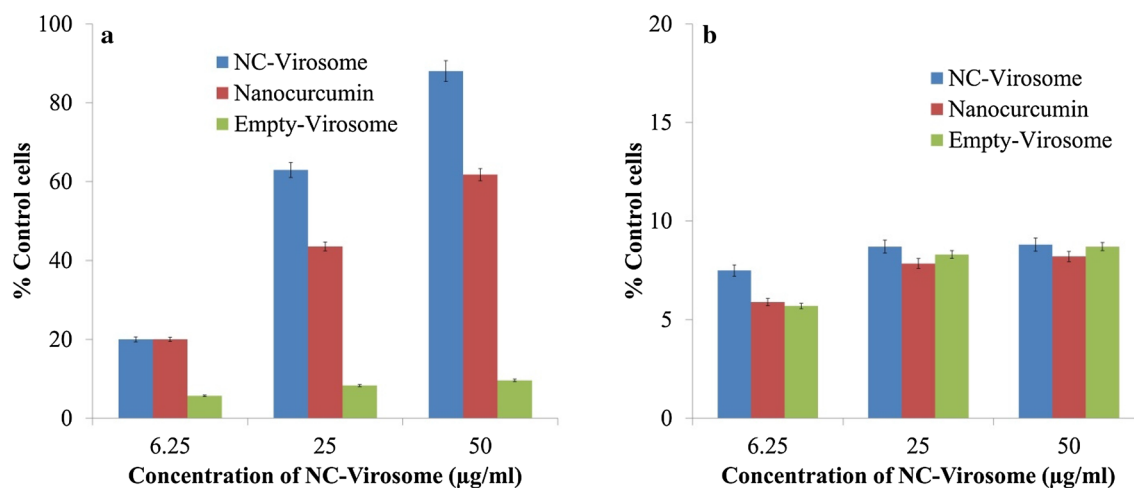 a
NC-Virosome
Nanocurcumin
Empty-Virosome
% Control cells
100
80
60
40
20
0
6.25 25 50
Concentration of NC-Virosome (µg/ml)
b
NC-Virosome
Nanocurcumin
Empty-Virosome
% Control cells
20
15
10
5
0
6.25 25 50
Concentration of NC-Virosome (µg/ml)